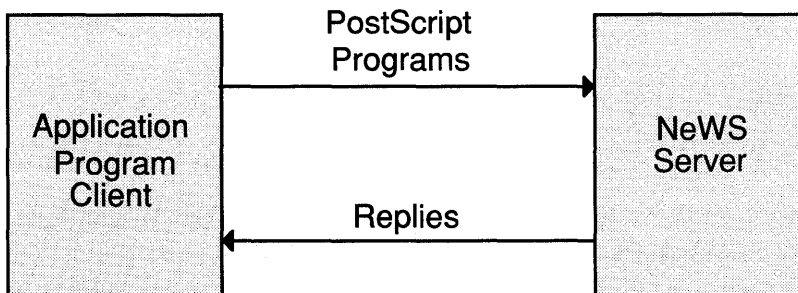 PostScript
Programs
Application
Program
Client
NeWS
Server
Replies